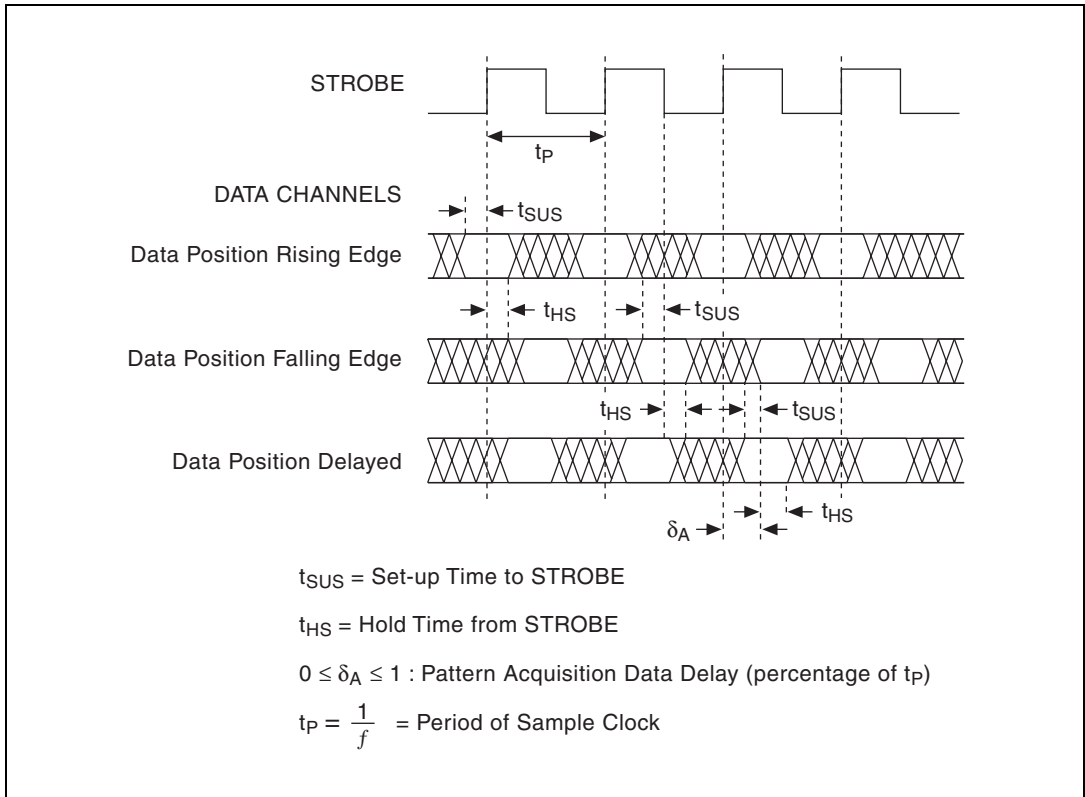 STROBE
tP
DATA CHANNELS
tSUS
Data Position Rising Edge
tHS
tSUS
Data Position Falling Edge
tHS
tSUS
Data Position Delayed
tHS
δA
tSUS = Set-up Time to STROBE
tHS = Hold Time from STROBE
0 ≤ δA ≤ 1 : Pattern Acquisition Data Delay (percentage of tP)
tP = 1/f = Period of Sample Clock